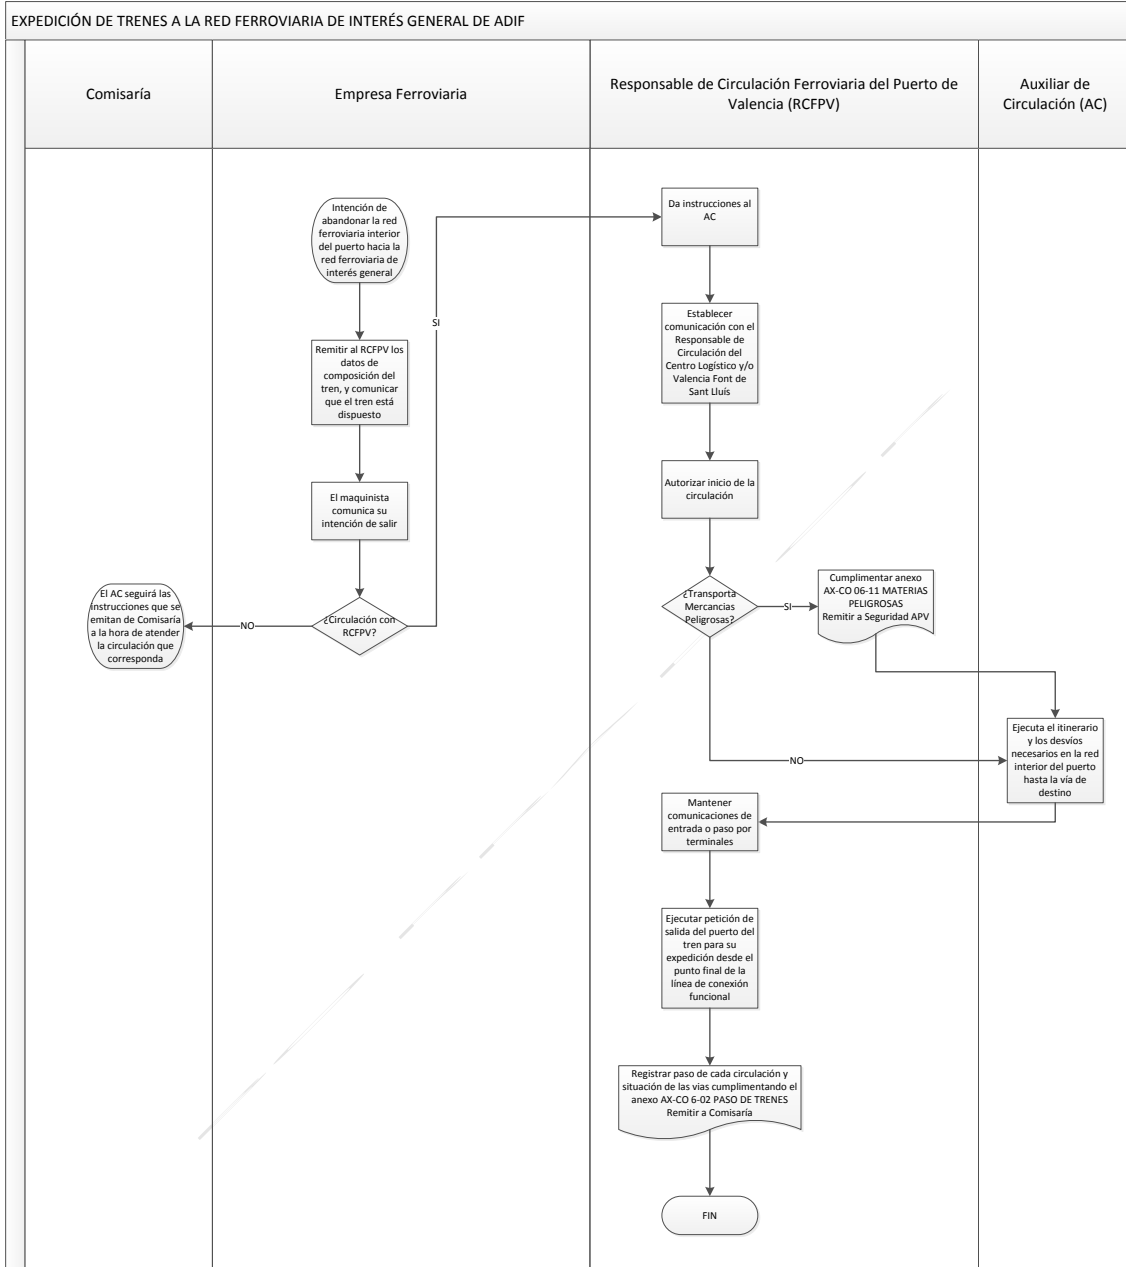 EXPEDICIÓN DE TRENES A LA RED FERROVIARIA DE INTERÉS GENERAL DE ADIF
Comisaría
Empresa Ferroviaria
Responsable de Circulación Ferroviaria del Puerto de
Valencia (RCFPV)
Auxiliar de
Circulación (AC)
Intención de
abandonar la red
ferroviaria interior
del puerto hacia la
red ferroviaria de
interés general
Da instrucciones al
AC
SI
Establecer
comunicación con el
Responsable de
Circulación del
Centro Logístico y/o
Valencia Font de
Sant Lluís
Remitir al RCFPV los
datos de
composición del
tren, y comunicar
que el tren está
dispuesto
Autorizar inicio de la
circulación
El maquinista
comunica su
intención de salir
El AC seguirá las
instrucciones que se
emitan de Comisaría
a la hora de atender
la circulación que
corresponda
NO
¿Circulación con
RCFPV?
¿Transporta
Mercancias
Peligrosas?
SI
Cumplimentar anexo
AX-CO 06-11 MATERIAS
PELIGROSAS
Remitir a Seguridad APV
NO
Ejecuta el itinerario
y los desvíos
necesarios en la red
interior del puerto
hasta la vía de
destino
Mantener
comunicaciones de
entrada o paso por
terminales
Ejecutar petición de
salida del puerto del
tren para su
expedición desde el
punto final de la
línea de conexión
funcional
Registrar paso de cada circulación y
situación de las vias cumplimentando el
anexo AX-CO 6-02 PASO DE TRENES
Remitir a Comisaría
FIN